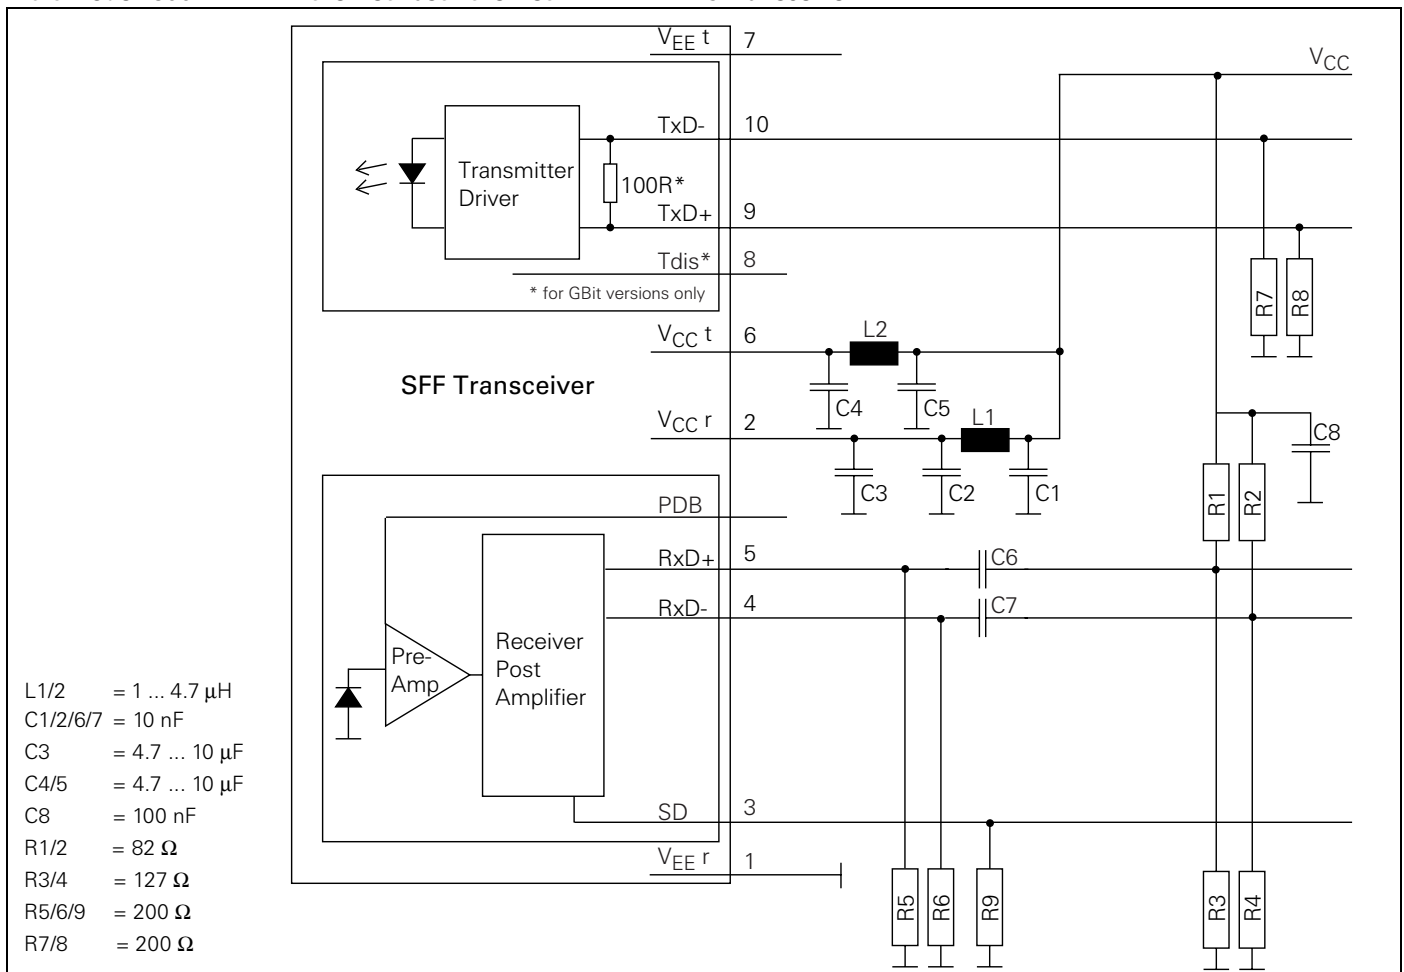 V_EE t 7
V_CC
TxD- 10
Transmitter
Driver
100R*
TxD+ 9
Tdis* 8
* for GBit versions only
R7
R8
V_CC t 6
L2
SFF Transceiver
C4
C5
V_CC r 2
L1
C8
C3
C2
C1
R1
R2
PDB
RxD+ 5
C6
RxD- 4
C7
Receiver
Post
Amplifier
Pre-
Amp
L1/2 = 1 ... 4.7 µH
C1/2/6/7 = 10 nF
C3 = 4.7 ... 10 µF
C4/5 = 4.7 ... 10 µF
C8 = 100 nF
R1/2 = 82 Ω
R3/4 = 127 Ω
R5/6/9 = 200 Ω
R7/8 = 200 Ω
SD 3
V_EE r 1
R5
R6
R9
R3
R4